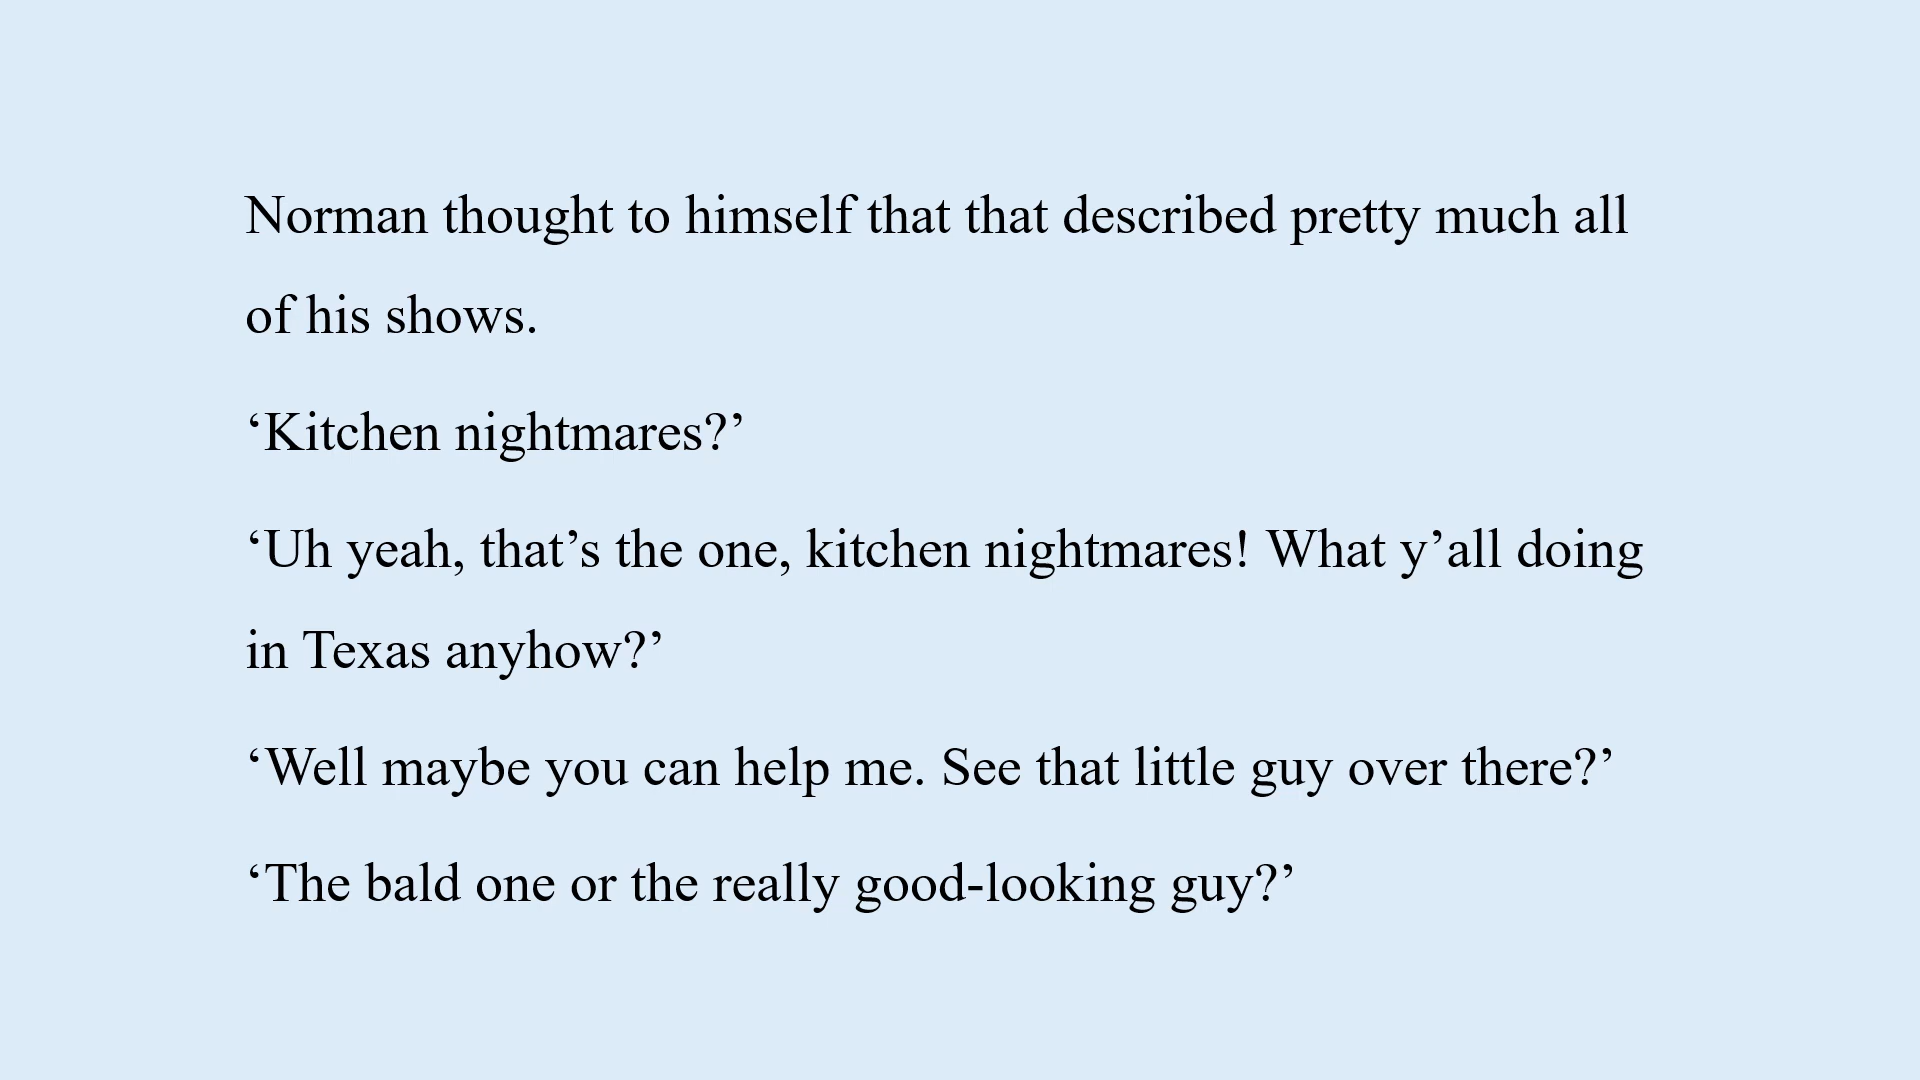 Norman thought to himself that that described pretty much all
of his shows.
‘Kitchen nightmares?’
‘Uh yeah, that’s the one, kitchen nightmares! What y’all doing
in Texas anyhow?’
‘Well maybe you can help me. See that little guy over there?’
‘The bald one or the really good-looking guy?’